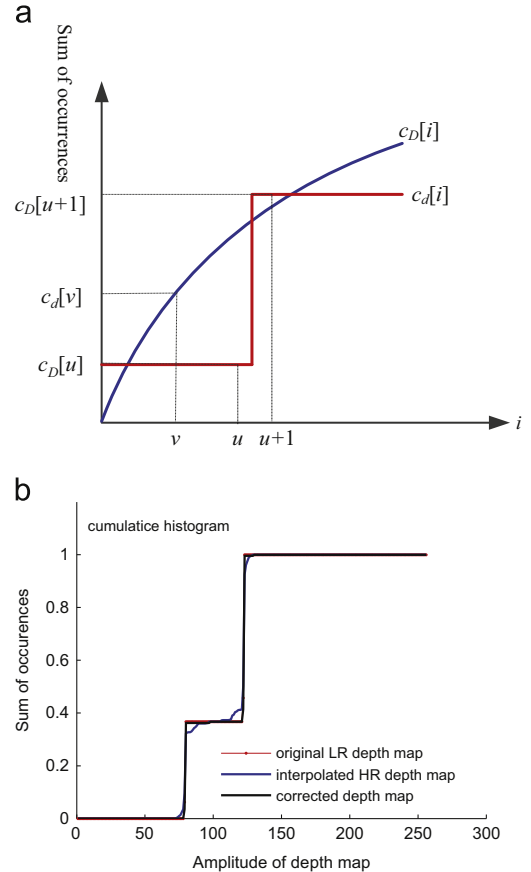 a
Sum of occurrences
c_D[i]
c_D[u+1]
c_d[i]
c_d[v]
c_D[u]
v
u
u+1
i
b
cumulatice histogram
1
0.8
0.6
0.4
0.2
0
Sum of occurences
original LR depth map
interpolated HR depth map
corrected depth map
0
50
100
150
200
250
300
Amplitude of depth map